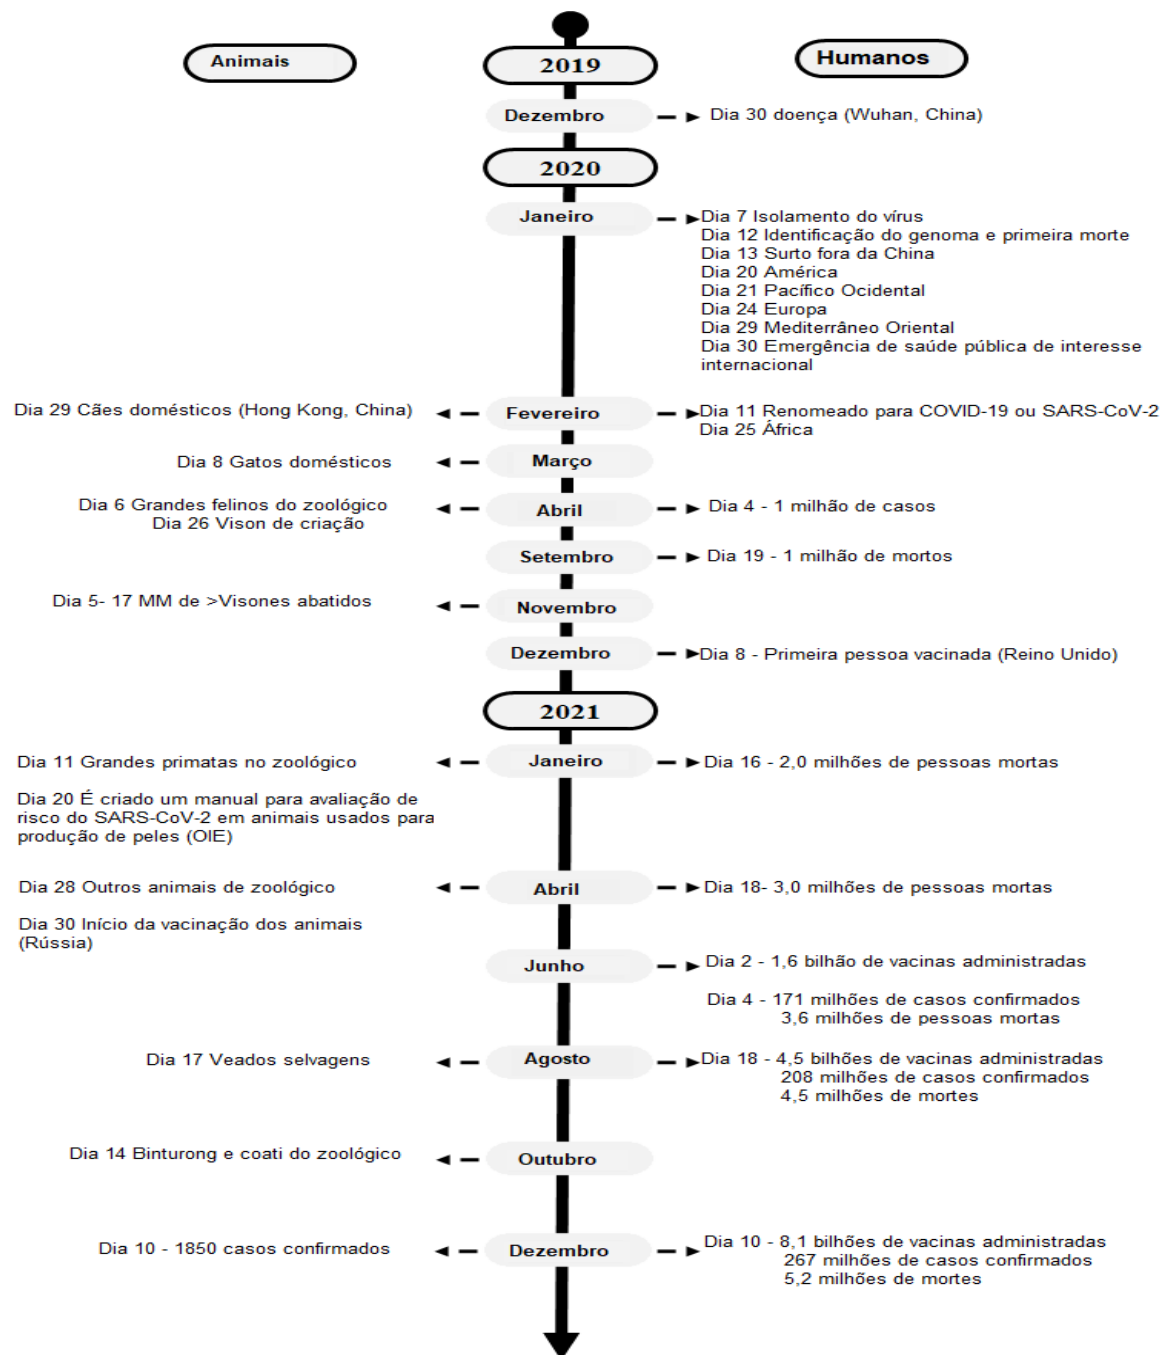 Animais
2019
Humanos
Dezembro
Dia 30 doença (Wuhan, China)
2020
Janeiro
Dia 7 Isolamento do vírus
Dia 12 Identificação do genoma e primeira morte
Dia 13 Surto fora da China
Dia 20 América
Dia 21 Pacífico Ocidental
Dia 24 Europa
Dia 29 Mediterrâneo Oriental
Dia 30 Emergência de saúde pública de interesse
internacional
Dia 29 Cães domésticos (Hong Kong, China)
Fevereiro
Dia 11 Renomeado para COVID-19 ou SARS-CoV-2
Dia 25 África
Dia 8 Gatos domésticos
Março
Dia 6 Grandes felinos do zoológico
Dia 26 Vison de criação
Abril
Dia 4 - 1 milhão de casos
Setembro
Dia 19 - 1 milhão de mortos
Dia 5- 17 MM de >Visones abatidos
Novembro
Dezembro
Dia 8 - Primeira pessoa vacinada (Reino Unido)
2021
Dia 11 Grandes primatas no zoológico
Dia 20 É criado um manual para avaliação de
risco do SARS-CoV-2 em animais usados para
produção de peles (OIE)
Janeiro
Dia 16 - 2,0 milhões de pessoas mortas
Dia 28 Outros animais de zoológico
Dia 30 Início da vacinação dos animais
(Rússia)
Abril
Dia 18- 3,0 milhões de pessoas mortas
Junho
Dia 2 - 1,6 bilhão de vacinas administradas
Dia 4 - 171 milhões de casos confirmados
3,6 milhões de pessoas mortas
Dia 17 Veados selvagens
Agosto
Dia 18 - 4,5 bilhões de vacinas administradas
208 milhões de casos confirmados
4,5 milhões de mortes
Dia 14 Binturong e coati do zoológico
Outubro
Dia 10 - 1850 casos confirmados
Dezembro
Dia 10 - 8,1 bilhões de vacinas administradas
267 milhões de casos confirmados
5,2 milhões de mortes